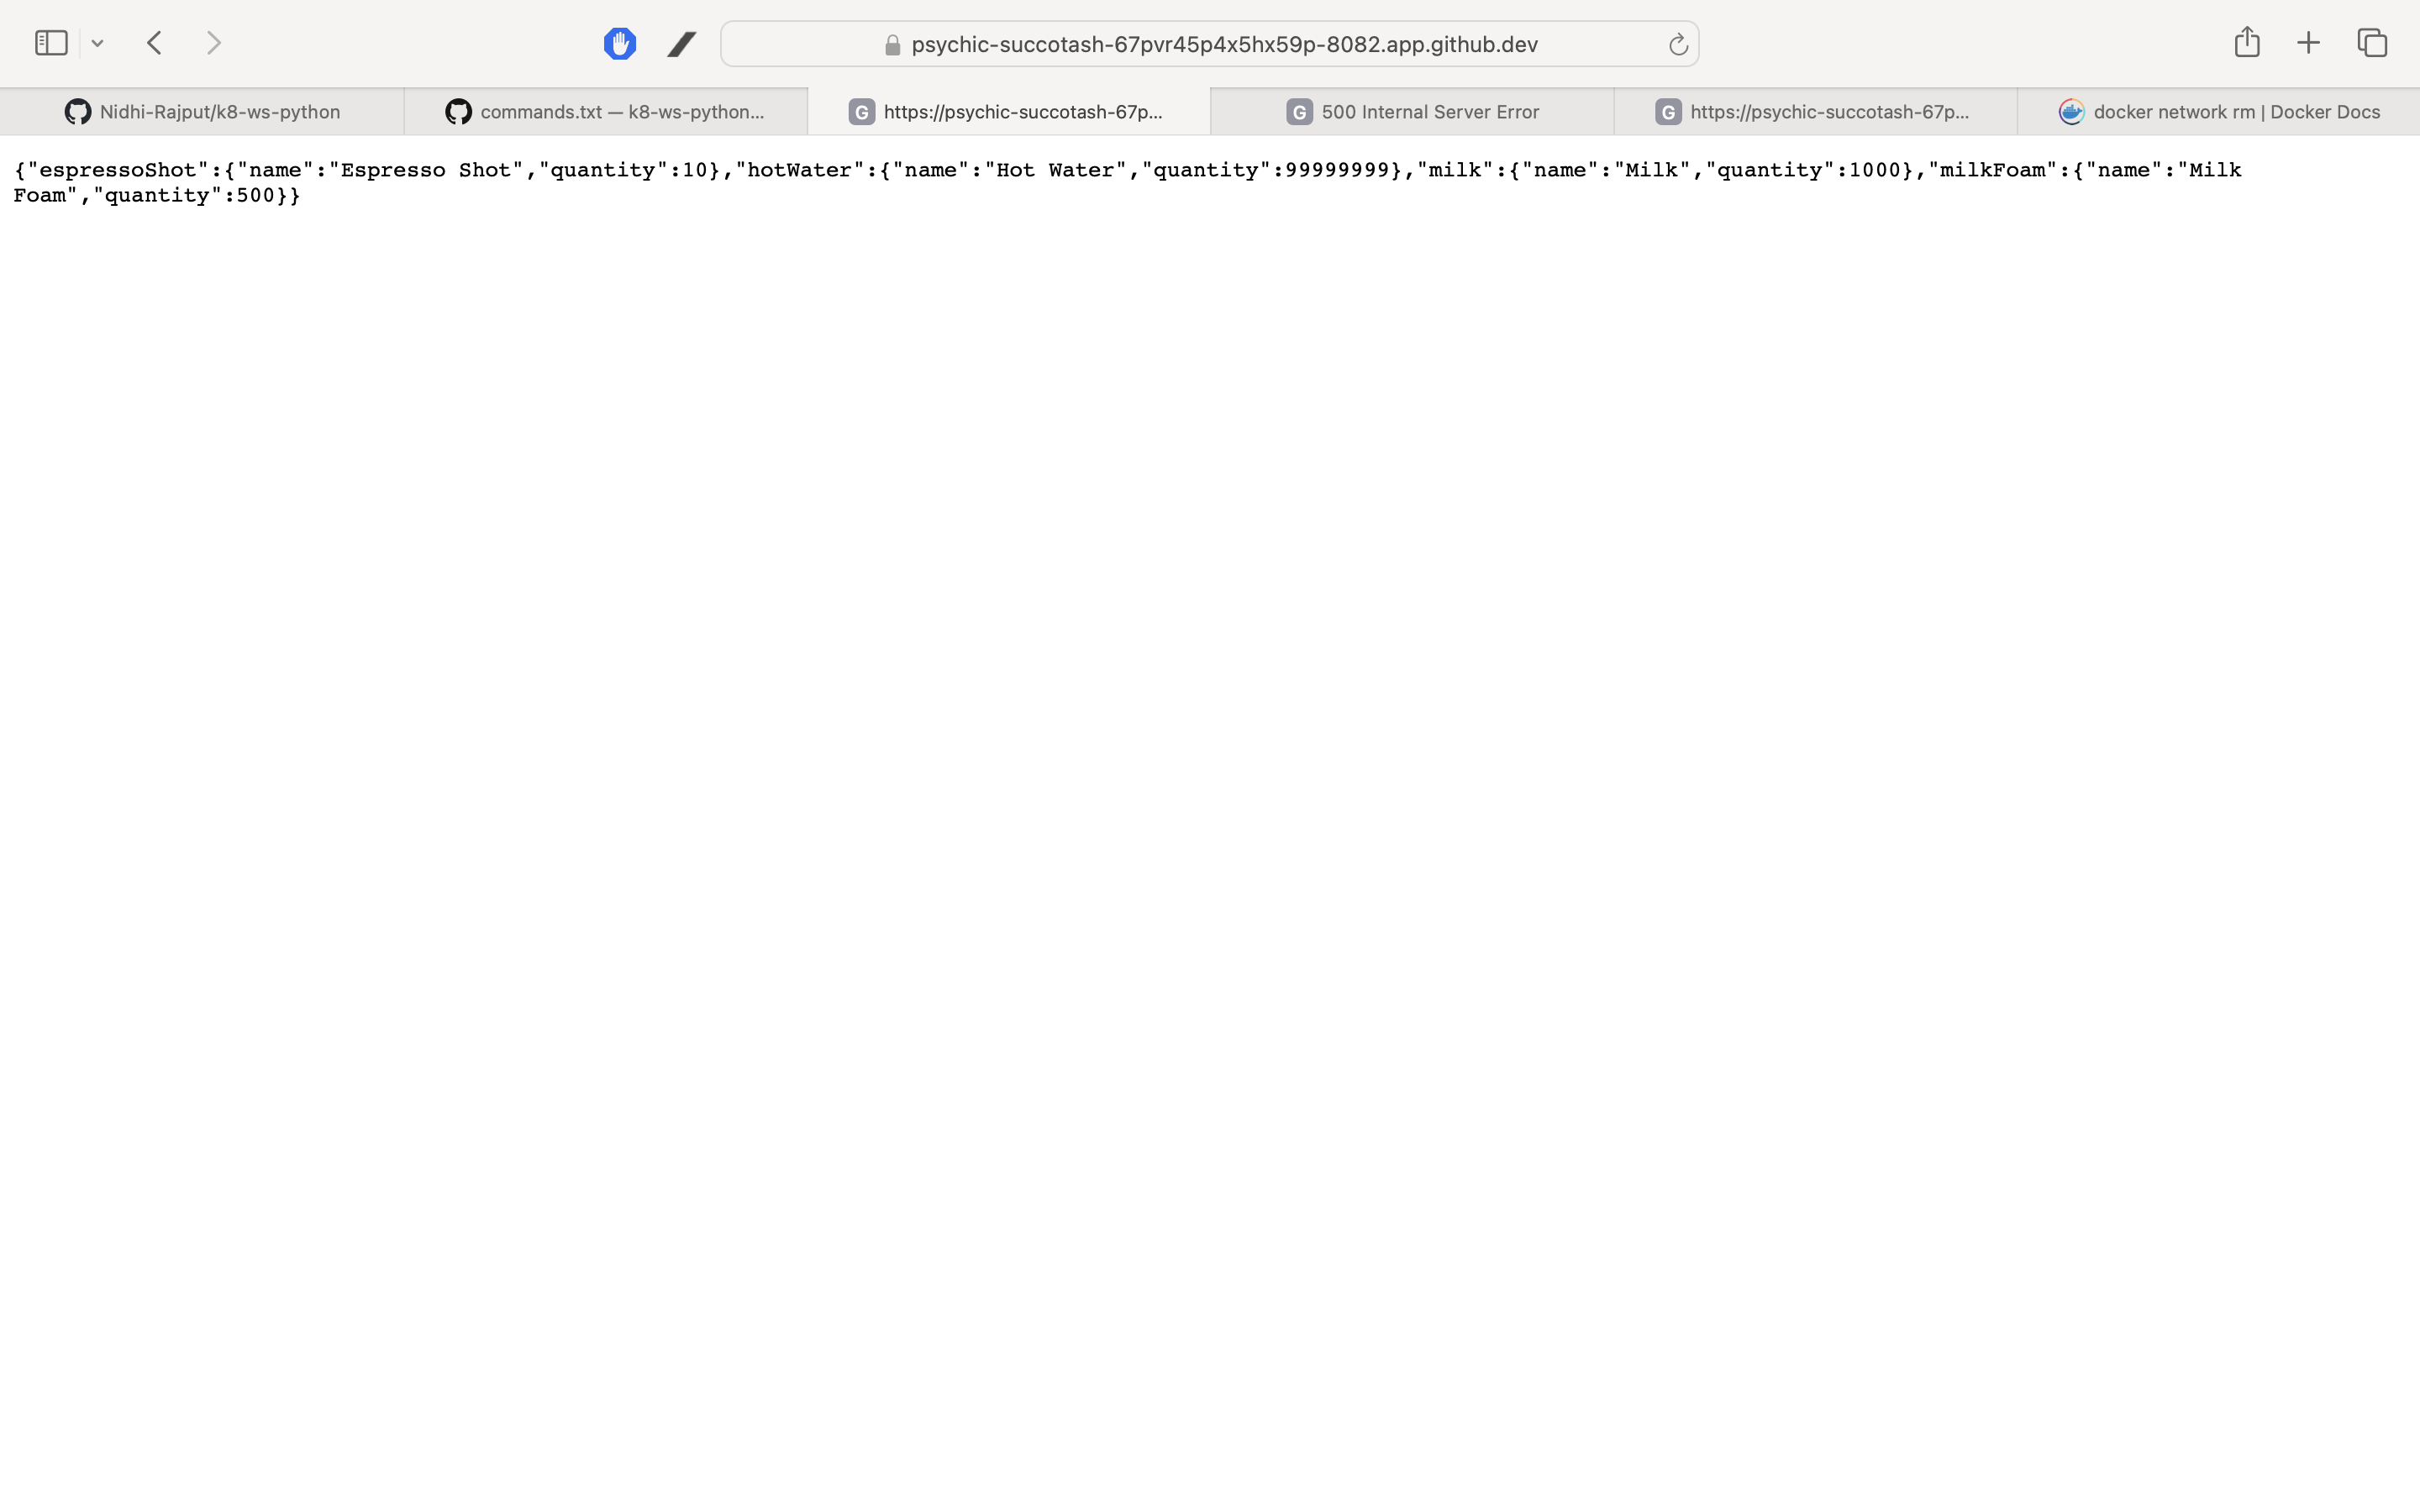 psychic-succotash-67pvr45p4x5hx59p-8082.app.github.dev
Nidhi-Rajput/k8-ws-python
commands.txt — k8-ws-python...
G https://psychic-succotash-67p...
G 500 Internal Server Error
G https://psychic-succotash-67p...
docker network rm | Docker Docs
{"espressoShot":{"name":"Espresso Shot","quantity":10},"hotWater":{"name":"Hot Water","quantity":99999999},"milk":{"name":"Milk","quantity":1000},"milkFoam":{"name":"Milk
Foam","quantity":500}}